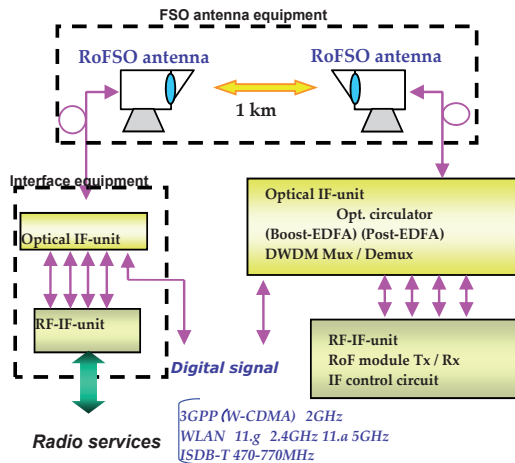 FSO antenna equipment
RoFSO antenna
RoFSO antenna
1 km
Interface equipment
Optical IF-unit
RF-IF-unit
Optical IF-unit
Opt. circulator
(Boost-EDFA) (Post-EDFA)
DWDM Mux / Demux
RF-IF-unit
RoF module Tx / Rx
IF control circuit
Digital signal
Radio services
3GPP (W-CDMA) 2GHz
WLAN 11.g 2.4GHz 11.a 5GHz
ISDB-T 470-770MHz